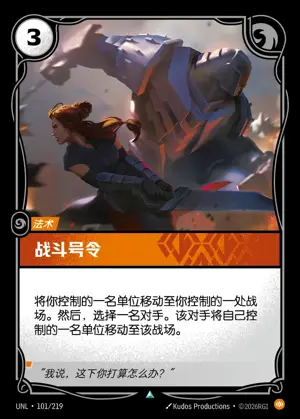 3
法术
战斗号令
将你控制的一名单位移动至你控制的一处战
场。然后，选择一名对手。该对手将自己控
制的一名单位移动至该战场。
"我说，这下你打算怎么办？"
UNL • 101/219
Kudos Productions • ©2026RGI